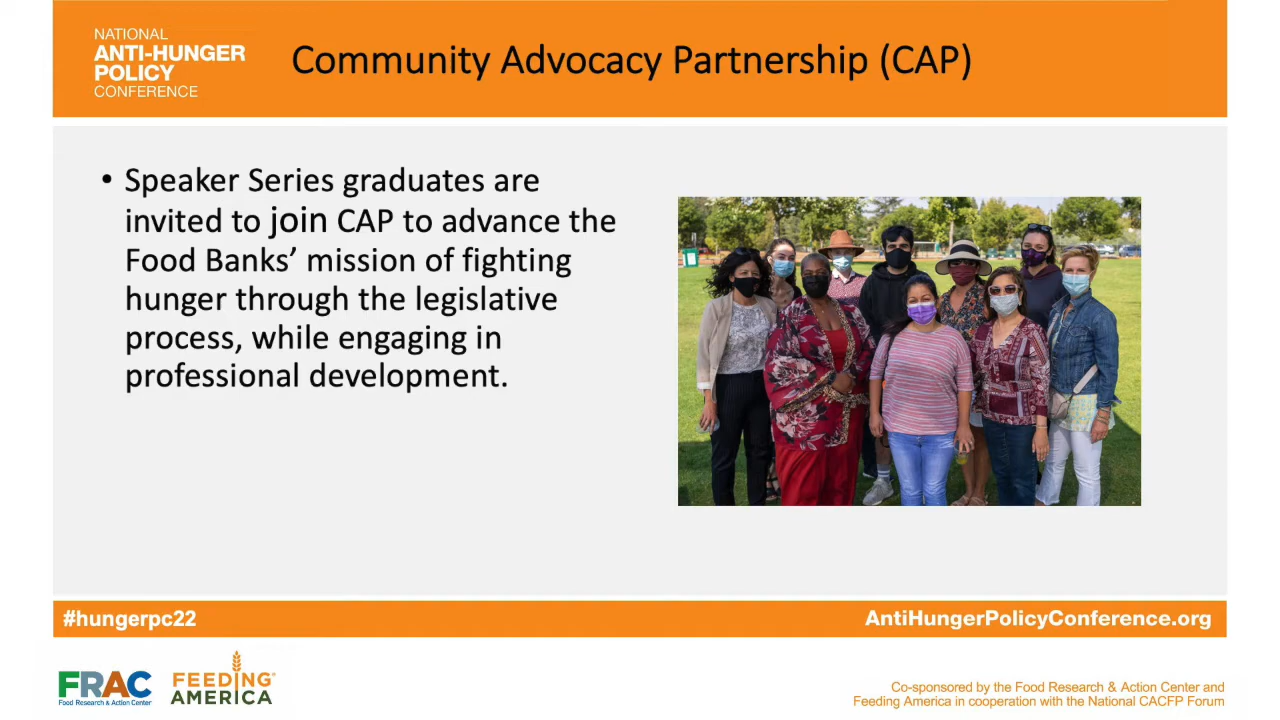 NATIONAL
ANTI-HUNGER
POLICY
CONFERENCE
Community Advocacy Partnership (CAP)
• Speaker Series graduates are
invited to join CAP to advance the
Food Banks’ mission of fighting
hunger through the legislative
process, while engaging in
professional development.
#hungerpc22
AntiHungerPolicyConference.org
FRAC
Food Research & Action Center
FEEDING®
AMERICA
Co-sponsored by the Food Research & Action Center and
Feeding America in cooperation with the National CACFP Forum